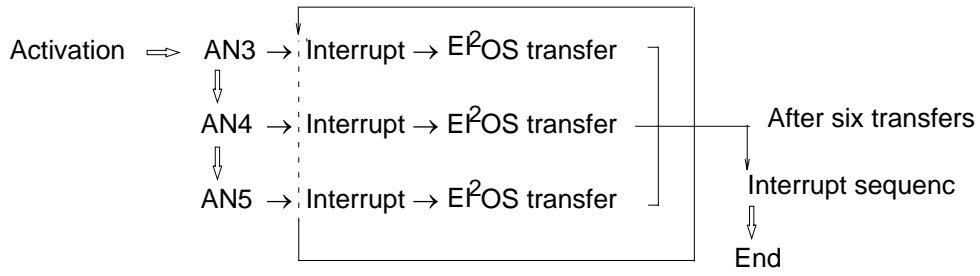 Activation ⇨ AN3 → Interrupt → EI²OS transfer
AN4 → Interrupt → EI²OS transfer
After six transfers
AN5 → Interrupt → EI²OS transfer
Interrupt sequenc
End